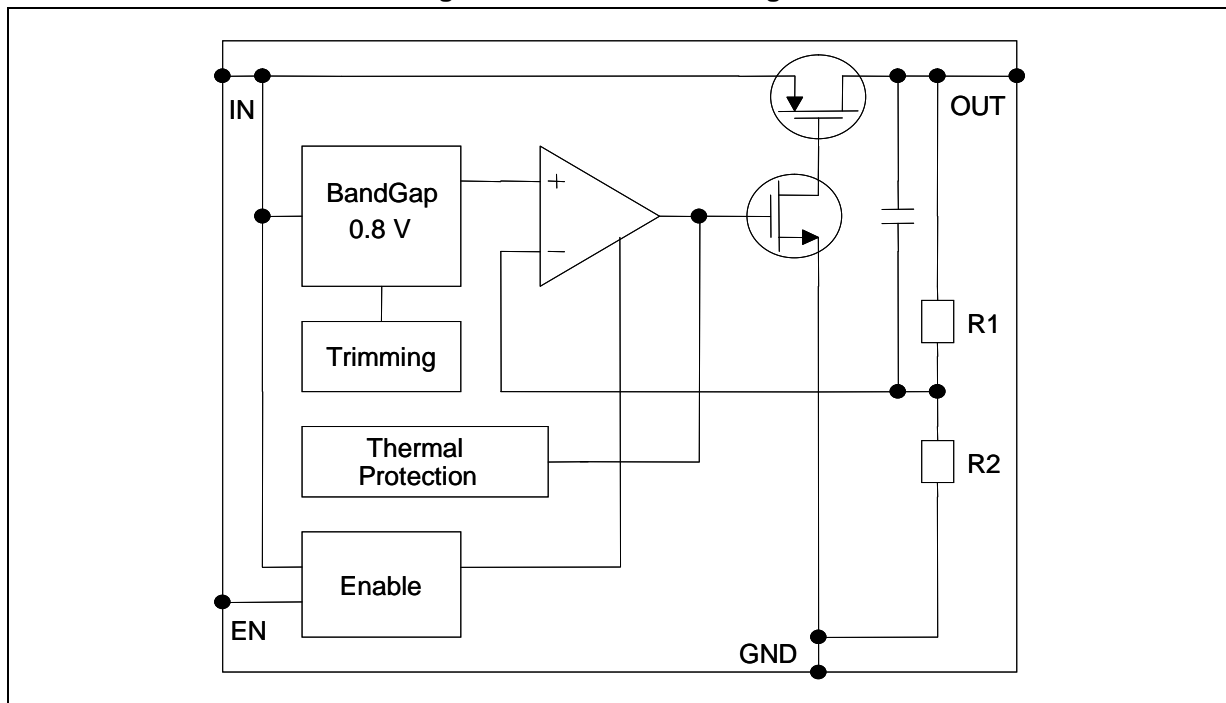 IN
OUT
BandGap
0.8 V
+
−
R1
Trimming
Thermal
Protection
R2
Enable
EN
GND